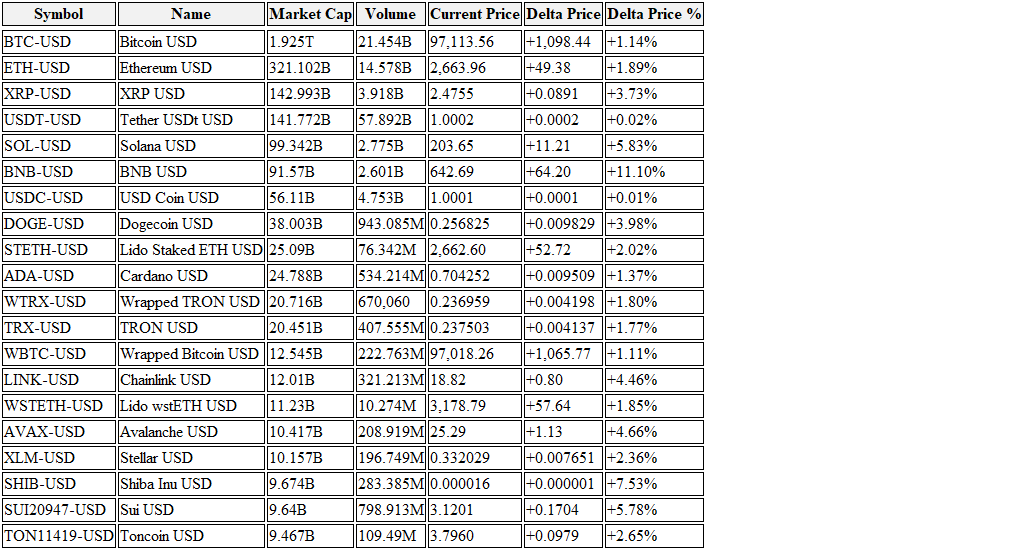 Symbol Name Market Cap Volume Current Price Delta Price Delta Price %
BTC-USD Bitcoin USD 1.925T 21.454B 97,113.56 +1,098.44 +1.14%
ETH-USD Ethereum USD 321.102B 14.578B 2,663.96 +49.38 +1.89%
XRP-USD XRP USD 142.993B 3.918B 2.4755 +0.0891 +3.73%
USDT-USD Tether USDt USD 141.772B 57.892B 1.0002 +0.0002 +0.02%
SOL-USD Solana USD 99.342B 2.775B 203.65 +11.21 +5.83%
BNB-USD BNB USD 91.57B 2.601B 642.69 +64.20 +11.10%
USDC-USD USD Coin USD 56.11B 4.753B 1.0001 +0.0001 +0.01%
DOGE-USD Dogecoin USD 38.003B 943.085M 0.256825 +0.009829 +3.98%
STETH-USD Lido Staked ETH USD 25.09B 76.342M 2,662.60 +52.72 +2.02%
ADA-USD Cardano USD 24.788B 534.214M 0.704252 +0.009509 +1.37%
WTRX-USD Wrapped TRON USD 20.716B 670,060 0.236959 +0.004198 +1.80%
TRX-USD TRON USD 20.451B 407.555M 0.237503 +0.004137 +1.77%
WBTC-USD Wrapped Bitcoin USD 12.545B 222.763M 97,018.26 +1,065.77 +1.11%
LINK-USD Chainlink USD 12.01B 321.213M 18.82 +0.80 +4.46%
WSTETH-USD Lido wstETH USD 11.23B 10.274M 3,178.79 +57.64 +1.85%
AVAX-USD Avalanche USD 10.417B 208.919M 25.29 +1.13 +4.66%
XLM-USD Stellar USD 10.157B 196.749M 0.332029 +0.007651 +2.36%
SHIB-USD Shiba Inu USD 9.674B 283.385M 0.000016 +0.000001 +7.53%
SUI20947-USD Sui USD 9.64B 798.913M 3.1201 +0.1704 +5.78%
TON11419-USD Toncoin USD 9.467B 109.49M 3.7960 +0.0979 +2.65%